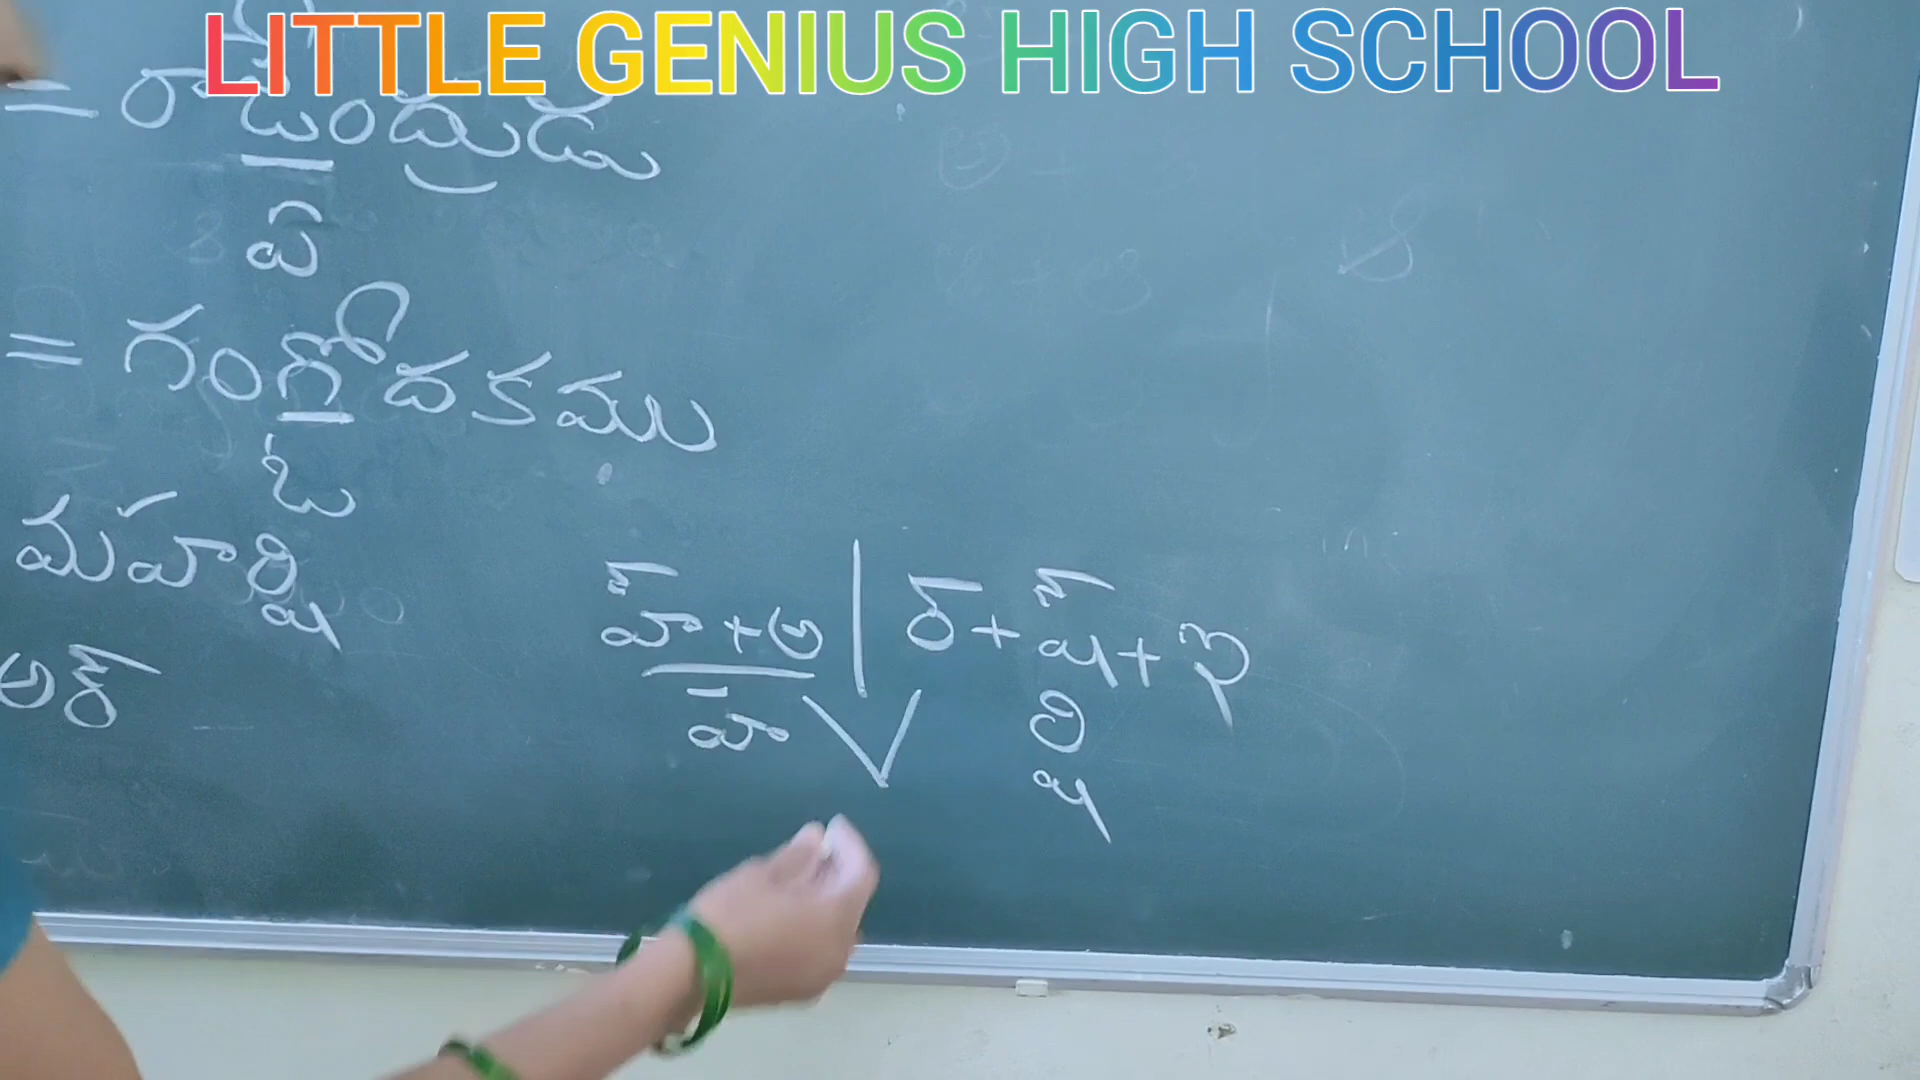 LITTLE GENIUS HIGH SCHOOL
= రాజేంద్రుడు
ఏ
= గంగోదకము
ఓ
మహర్షి
అర్
హ్ + అ | ర్ + ష్ + ఇ
హ